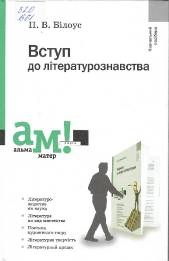 П. В. Білоус
Навчальний посібник
Вступ
до літературознавства
ам!
альма
матер
Літературо-
знавство
як наука
Література
як вид мистецтва
Поетика
художнього твору
Літературна творчість
Літературний процес